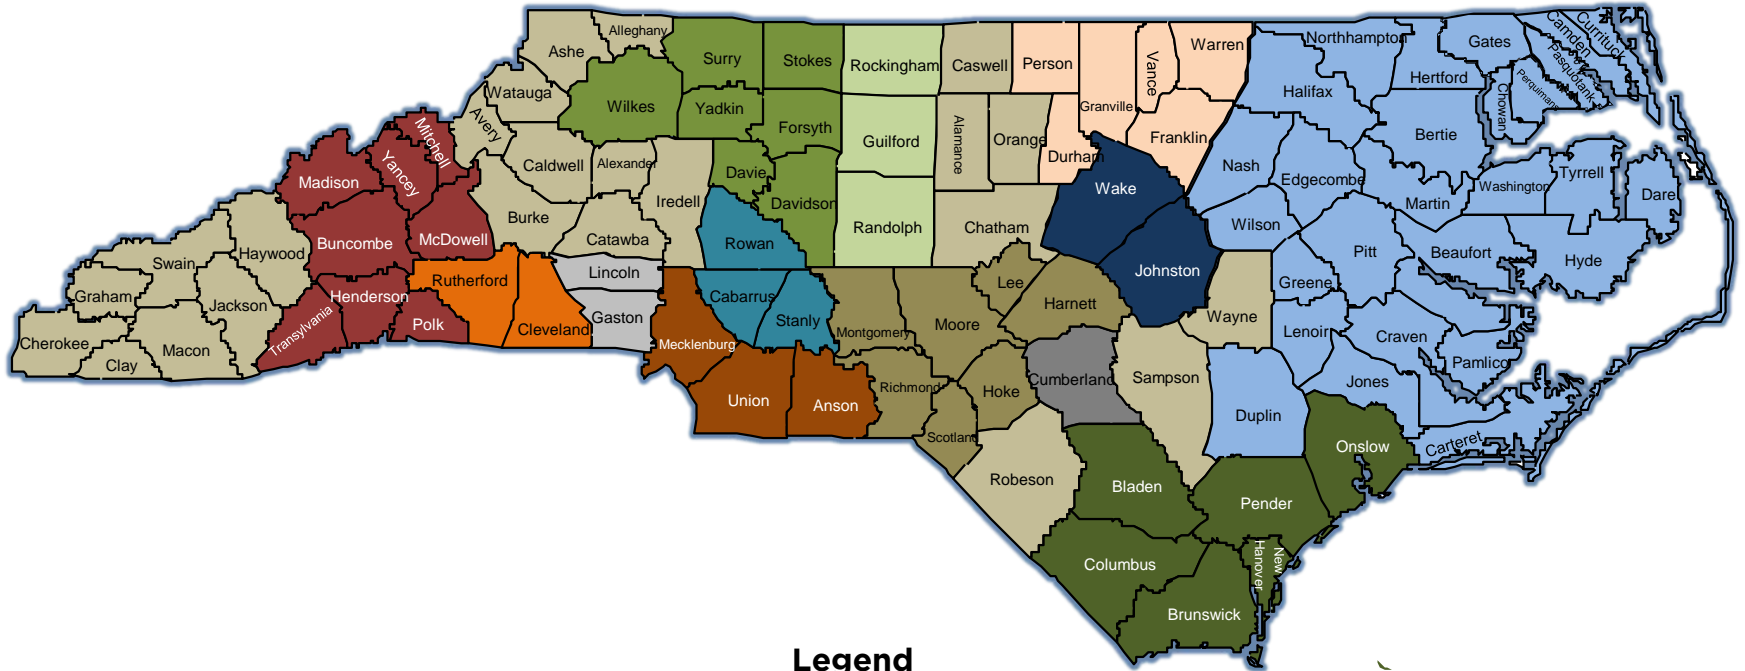 Ashe
Alleghany
Surry
Stokes
Rockingham
Caswell
Person
Vance
Warren
Northhampton
Gates
Camden
Currituck
Pasquotank
Perquimans
Chowan
Hertford
Halifax
Granville
Watauga
Wilkes
Yadkin
Forsyth
Guilford
Alamance
Orange
Durham
Franklin
Bertie
Mitchell
Avery
Yancey
Madison
Caldwell
Alexander
Davie
Iredell
Davidson
Wake
Nash
Edgecombe
Martin
Washington
Tyrrell
Dare
Burke
McDowell
Buncombe
Catawba
Rowan
Randolph
Chatham
Wilson
Pitt
Beaufort
Hyde
Haywood
Swain
Graham
Jackson
Henderson
Rutherford
Lincoln
Cabarrus
Lee
Johnston
Greene
Cherokee
Clay
Macon
Transylvania
Polk
Cleveland
Gaston
Mecklenburg
Stanly
Montgomery
Moore
Harnett
Wayne
Lenoir
Craven
Pamlico
Jones
Union
Anson
Richmond
Hoke
Cumberland
Sampson
Duplin
Scotland
Onslow
Carteret
Robeson
Bladen
Pender
Columbus
New
Hanover
Brunswick
Legend